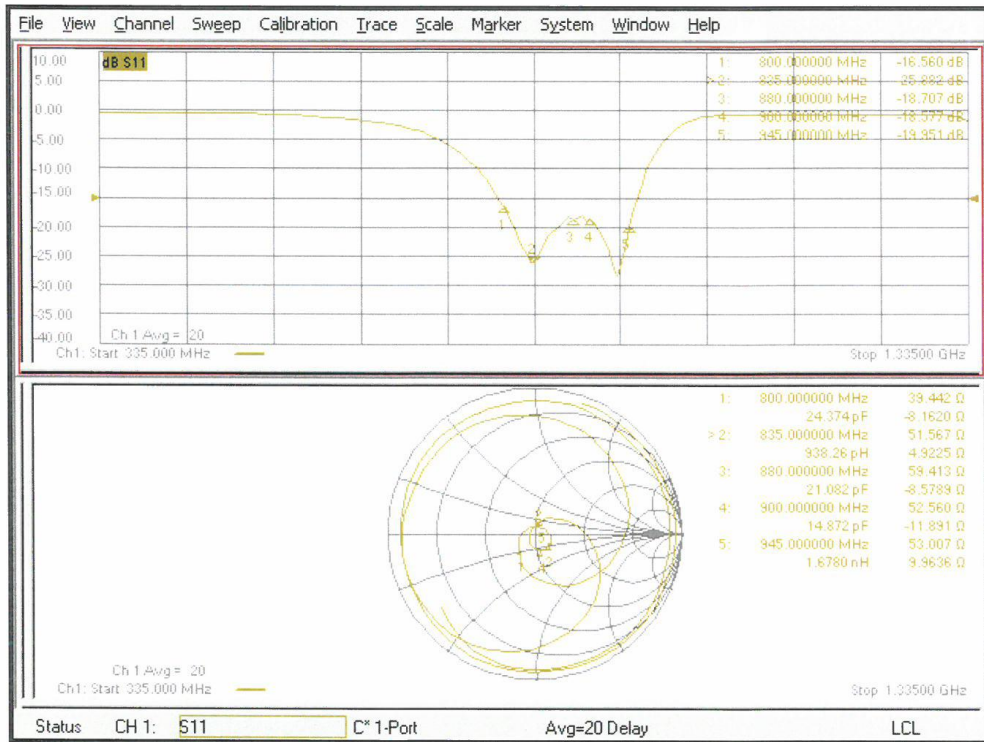 File View Channel Sweep Calibration Trace Scale Marker System Window Help
10.00
5.00
0.00
-5.00
-10.00
-15.00
-20.00
-25.00
-30.00
-35.00
-40.00
dB S11
1: 800.000000 MHz -16.560 dB
>2: 835.000000 MHz -25.882 dB
3: 880.000000 MHz -18.707 dB
4: 900.000000 MHz -18.577 dB
5: 945.000000 MHz -19.951 dB
1
2
3
4
5
Ch 1 Avg = 20
Ch1: Start 335.000 MHz
Stop 1.33500 GHz
1: 800.000000 MHz 39.442 Ω
24.374 pF -8.1620 Ω
>2: 835.000000 MHz 51.567 Ω
938.26 pH 4.9225 Ω
3: 880.000000 MHz 59.413 Ω
21.082 pF -8.5789 Ω
4: 900.000000 MHz 52.560 Ω
14.872 pF -11.891 Ω
5: 945.000000 MHz 53.007 Ω
1.6780 nH 9.9636 Ω
Ch 1 Avg = 20
Ch1: Start 335.000 MHz
Stop 1.33500 GHz
Status CH 1: S11 C* 1-Port Avg=20 Delay LCL